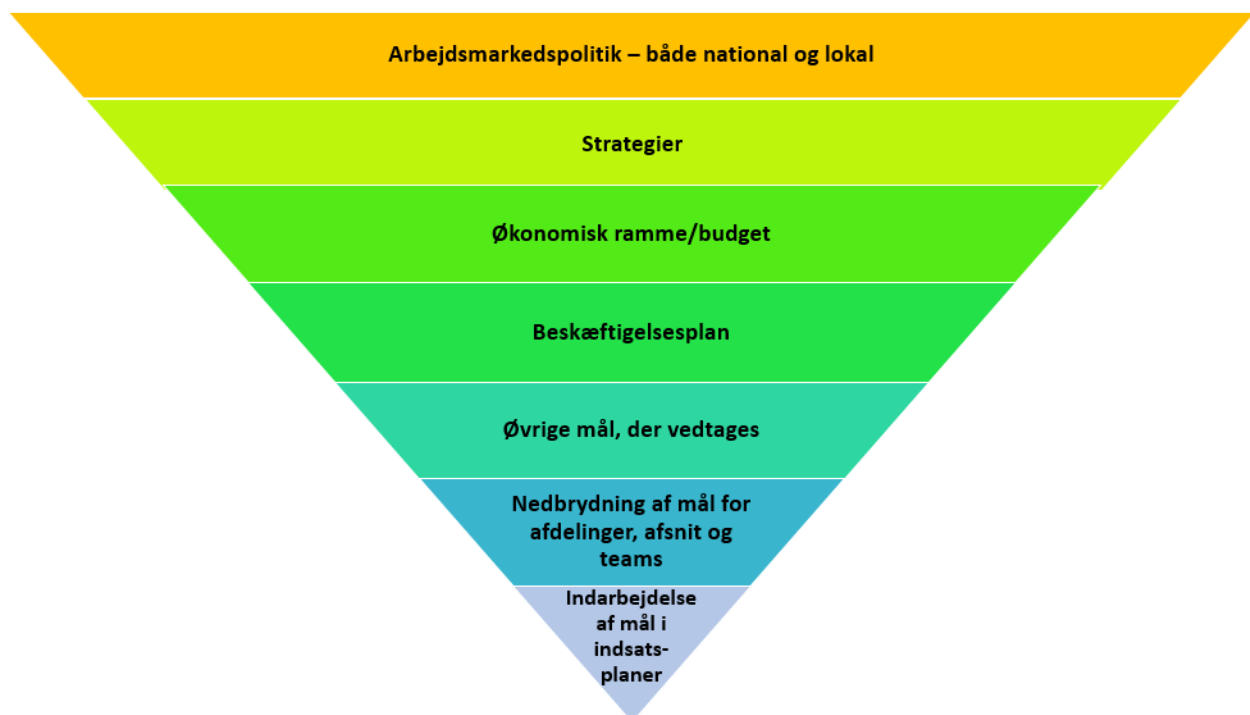 Arbejdsmarkedspolitik – både national og lokal
Strategier
Økonomisk ramme/budget
Beskæftigelsesplan
Øvrige mål, der vedtages
Nedbrydning af mål for
afdelinger, afsnit og
teams
Indarbejdelse
af mål i
indsats-
planer